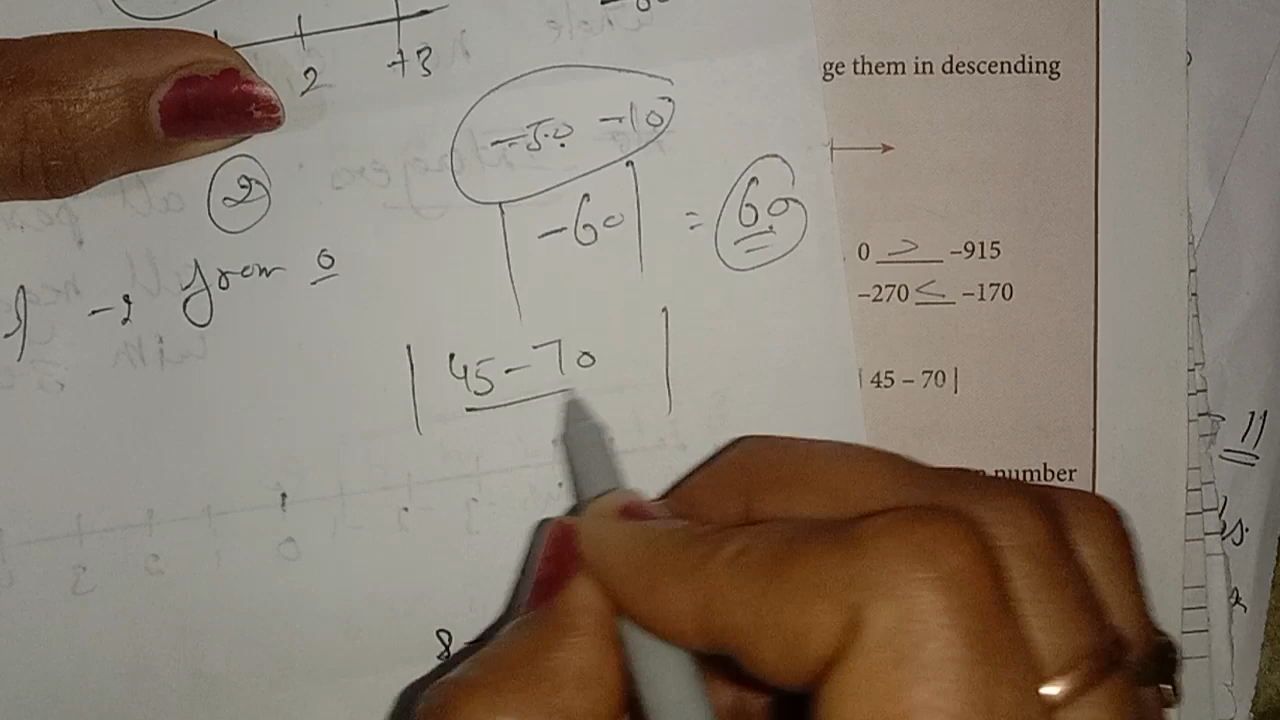 2 +3
-50 -10
2
|-60| = 60
-2 from 0
| 45-70 |
8
ge them in descending
0 > -915
-270 < -170
| 45 – 70 |
number
11